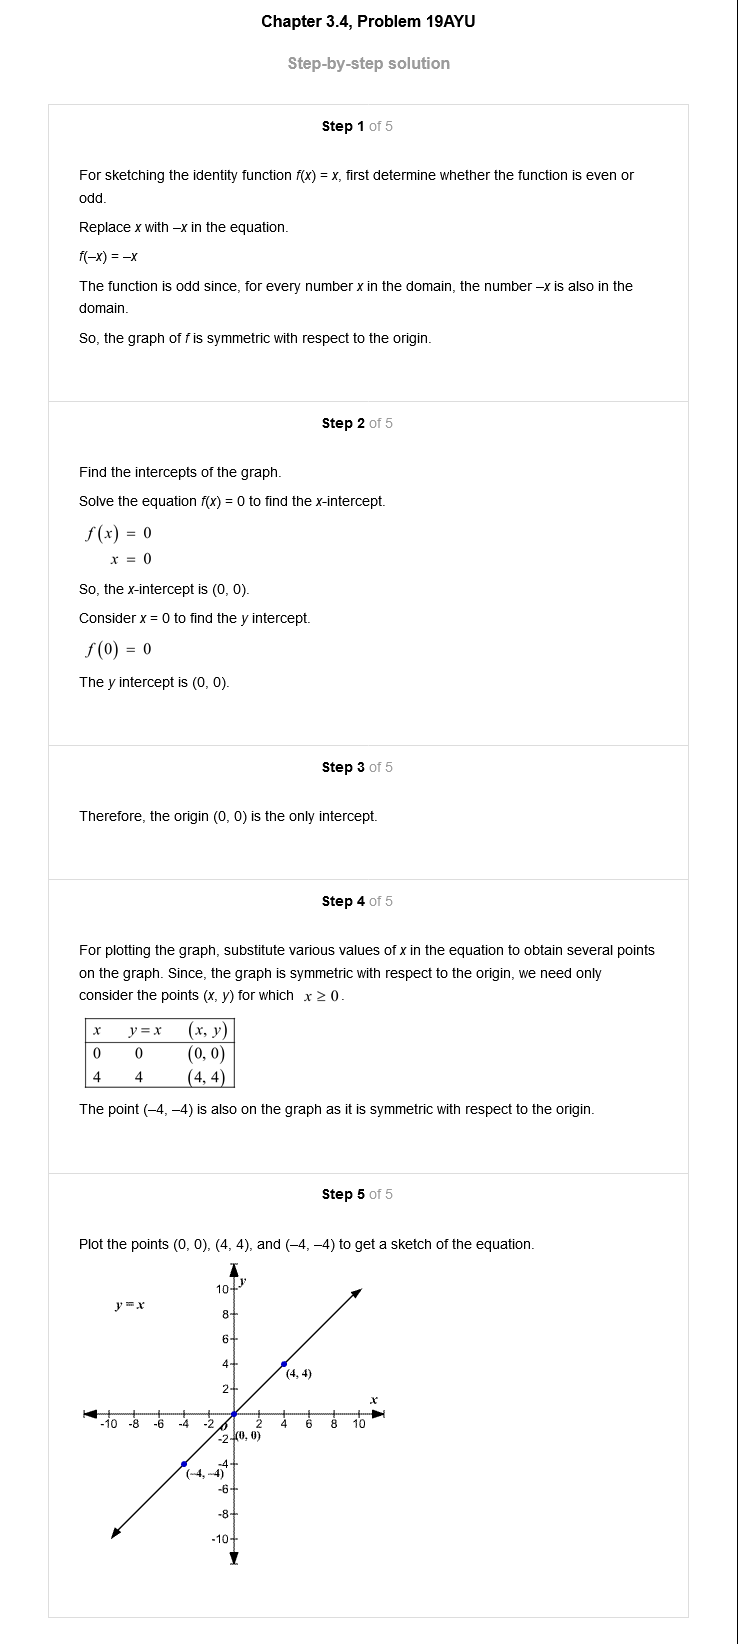 Chapter 3.4, Problem 19AYU
Step-by-step solution
Step 1 of 5
For sketching the identity function f(x) = x, first determine whether the function is even or
odd.
Replace x with –x in the equation.
f(–x) = –x
The function is odd since, for every number x in the domain, the number –x is also in the
domain.
So, the graph of f is symmetric with respect to the origin.
Step 2 of 5
Find the intercepts of the graph.
Solve the equation f(x) = 0 to find the x-intercept.
f(x) = 0
x = 0
So, the x-intercept is (0, 0).
Consider x = 0 to find the y intercept.
f(0) = 0
The y intercept is (0, 0).
Step 3 of 5
Therefore, the origin (0, 0) is the only intercept.
Step 4 of 5
For plotting the graph, substitute various values of x in the equation to obtain several points
on the graph. Since, the graph is symmetric with respect to the origin, we need only
consider the points (x, y) for which x ≥ 0.
x y = x (x, y)
0 0 (0, 0)
4 4 (4, 4)
The point (–4, –4) is also on the graph as it is symmetric with respect to the origin.
Step 5 of 5
Plot the points (0, 0), (4, 4), and (–4, –4) to get a sketch of the equation.
y
10
y = x
8
6
4
(4, 4)
2
x
-10 -8 -6 -4 -2 O 2 4 6 8 10
-2 (0, 0)
-4
(–4, –4)
-6
-8
-10